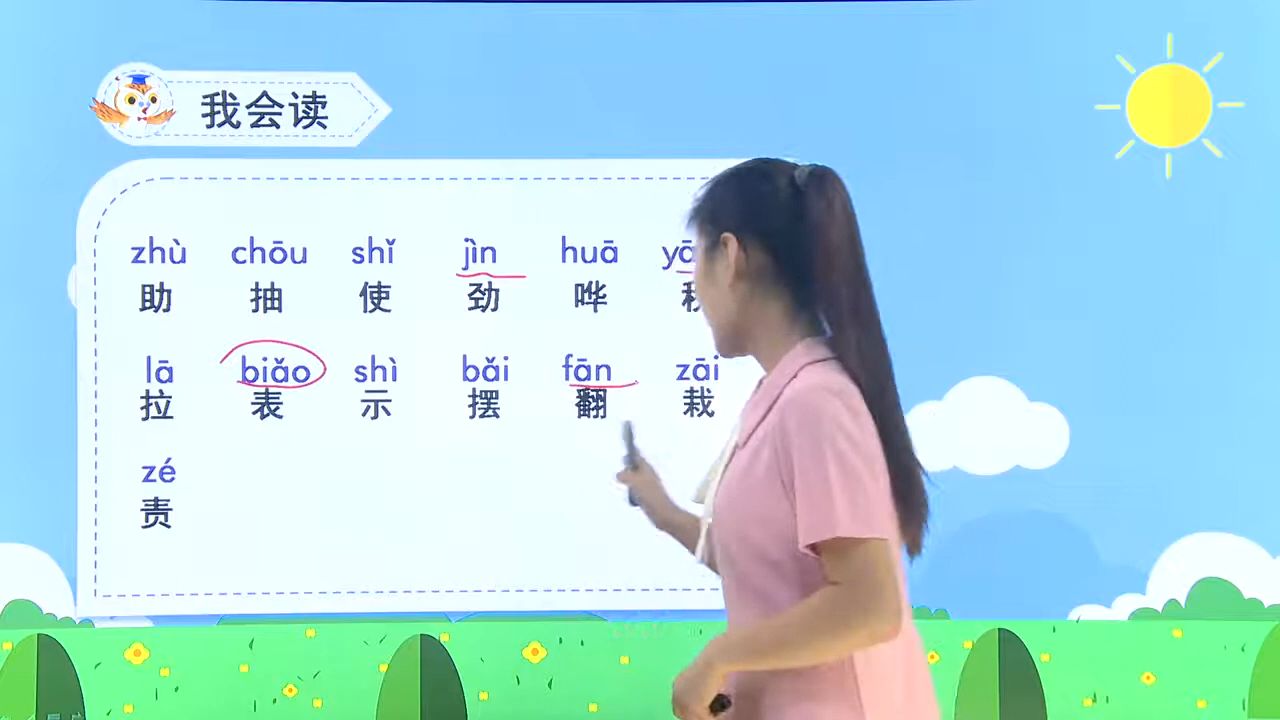 我会读
zhù chōu shǐ jìn huā
助 抽 使 劲 哗
lā biǎo shì bǎi fān zāi
拉 表 示 摆 翻 栽
zé
责